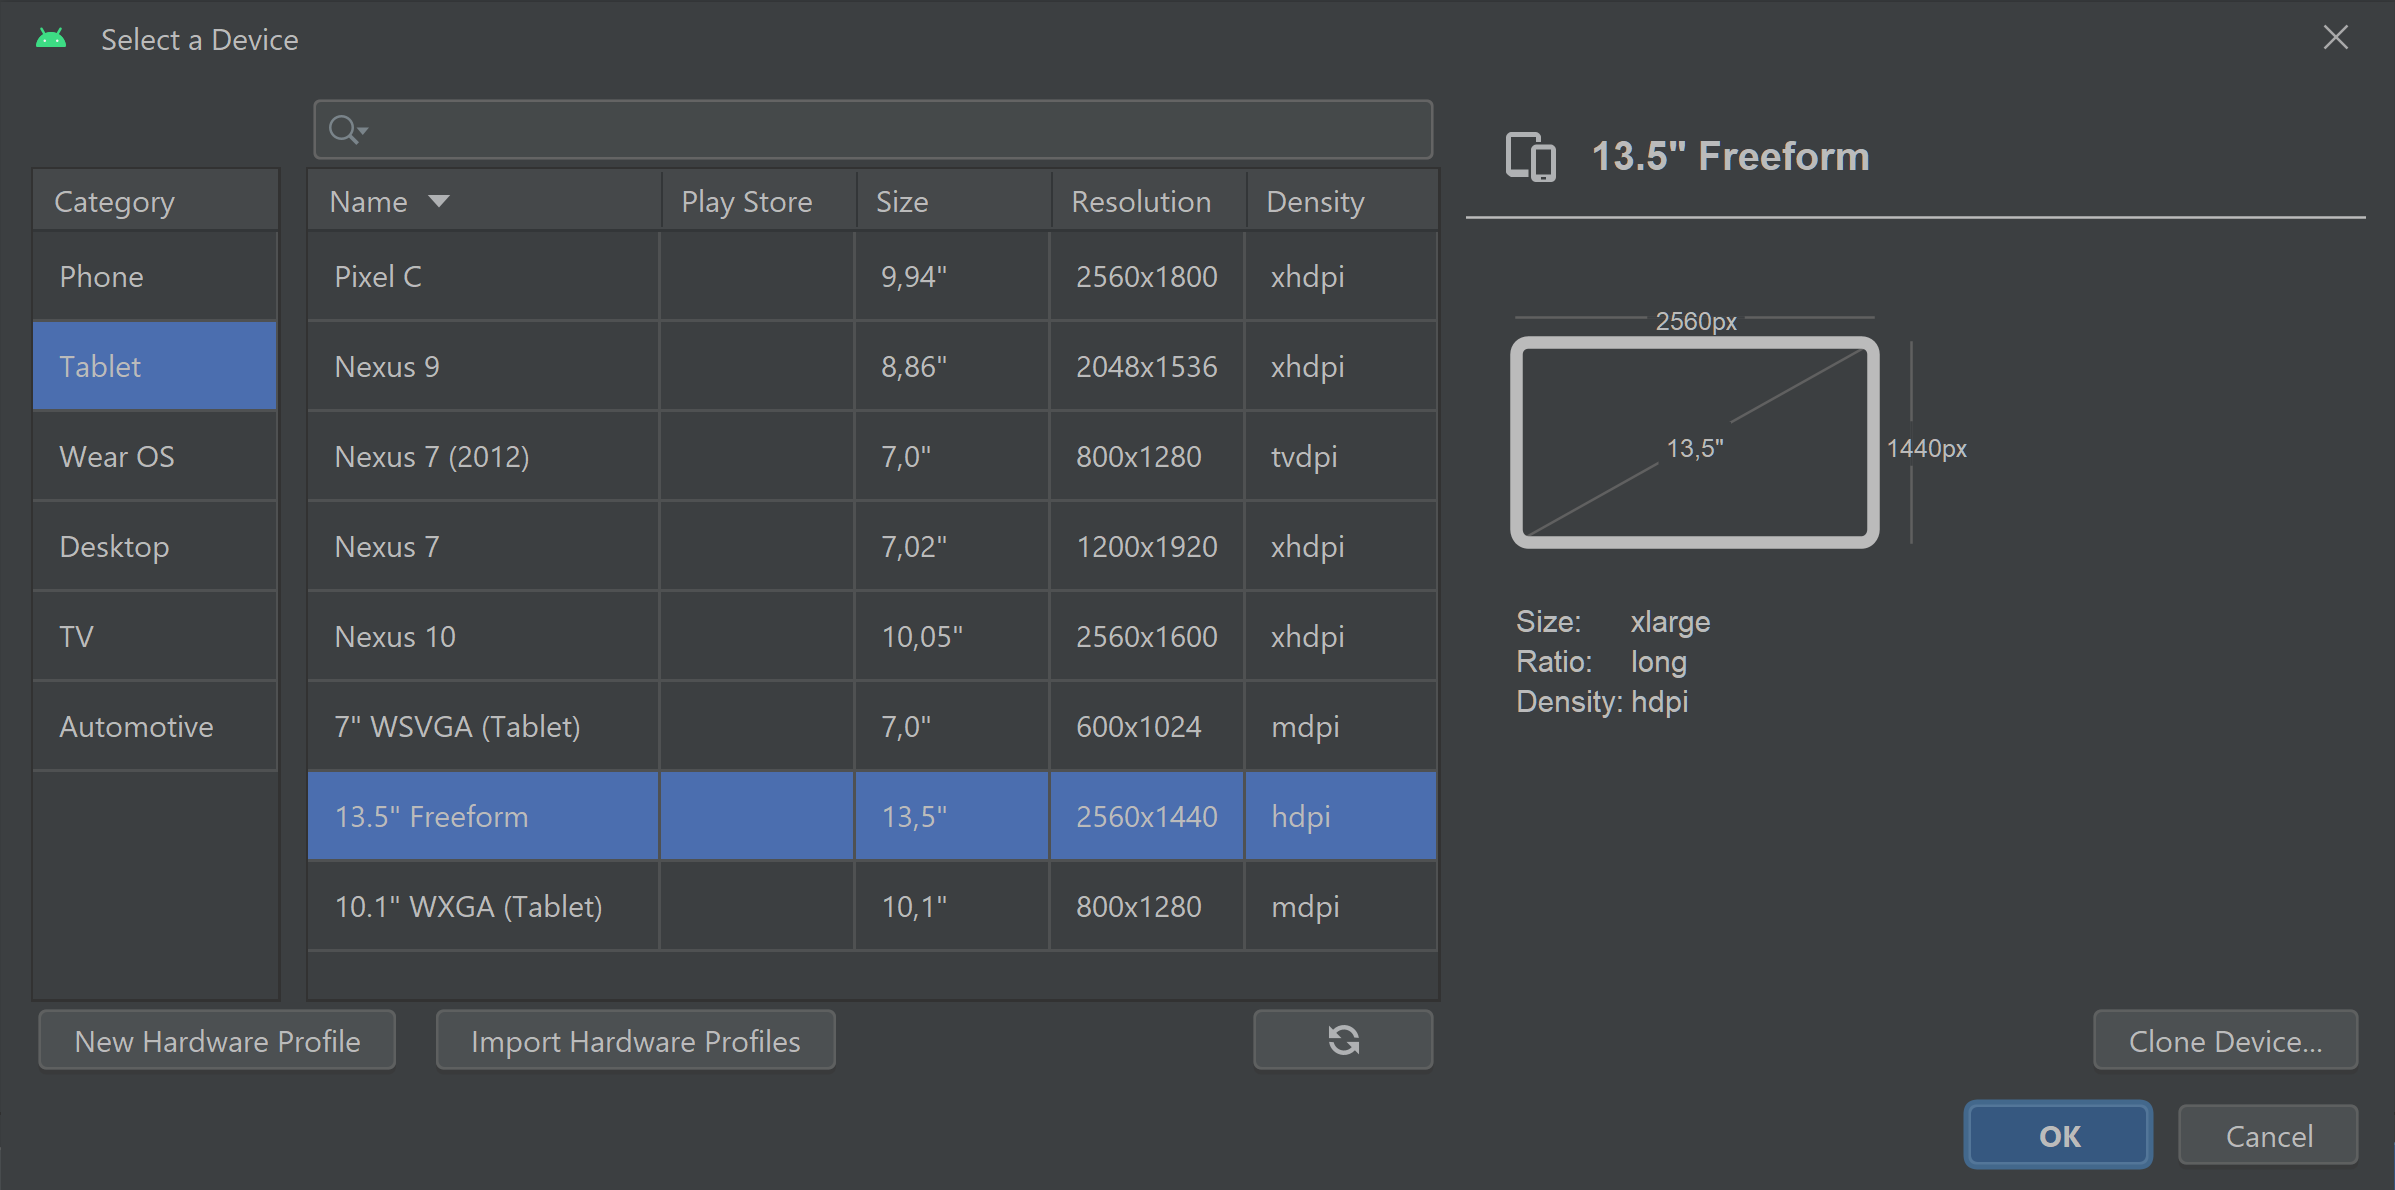 Select a Device
Category
Phone
Tablet
Wear OS
Desktop
TV
Automotive
Name Play Store Size Resolution Density
Pixel C 9,94" 2560x1800 xhdpi
Nexus 9 8,86" 2048x1536 xhdpi
Nexus 7 (2012) 7,0" 800x1280 tvdpi
Nexus 7 7,02" 1200x1920 xhdpi
Nexus 10 10,05" 2560x1600 xhdpi
7" WSVGA (Tablet) 7,0" 600x1024 mdpi
13.5" Freeform 13,5" 2560x1440 hdpi
10.1" WXGA (Tablet) 10,1" 800x1280 mdpi
13.5" Freeform
2560px
13,5"
1440px
Size: xlarge
Ratio: long
Density: hdpi
New Hardware Profile Import Hardware Profiles Clone Device...
OK Cancel